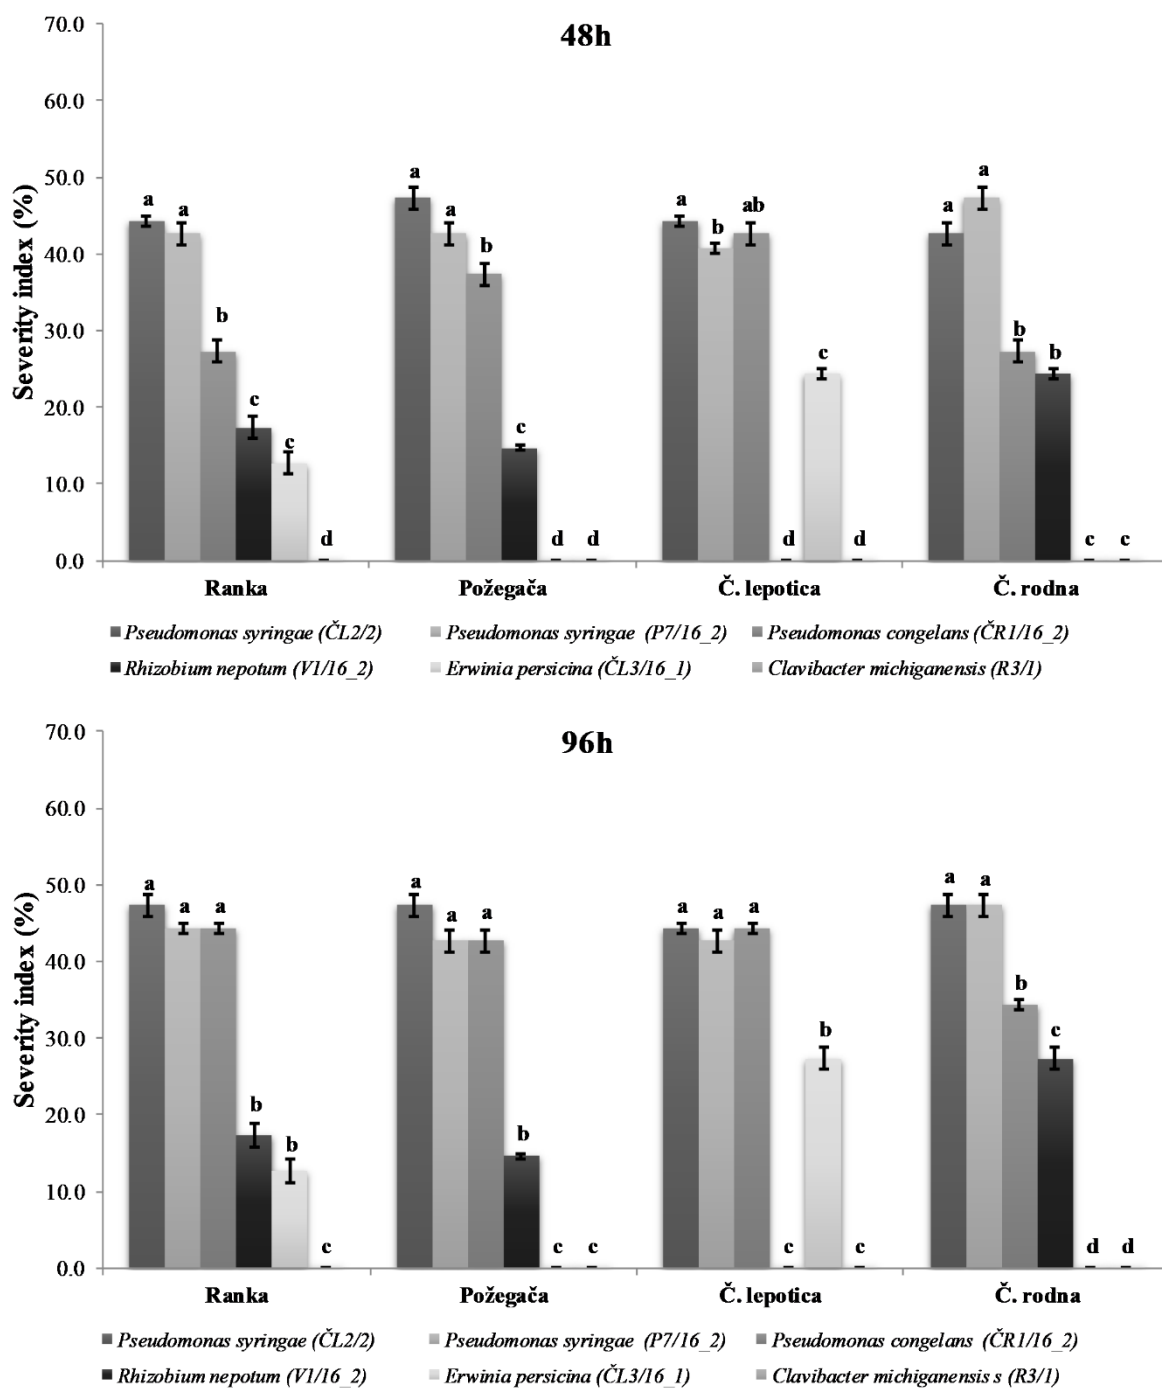 48h
70.0
60.0
50.0
40.0
30.0
20.0
10.0
0.0
Severity index (%)
a a b c c d
a a b c d d
a b ab d c d
a a b b c c
Ranka Požegača Č. lepotica Č. rodna
Pseudomonas syringae (ČL2/2) Pseudomonas syringae (P7/16_2) Pseudomonas congelans (ČR1/16_2)
Rhizobium nepotum (V1/16_2) Erwinia persicina (ČL3/16_1) Clavibacter michiganensis (R3/1)
96h
70.0
60.0
50.0
40.0
30.0
20.0
10.0
0.0
Severity index (%)
a a a b b c
a a a b c c
a a a c b c
a a b c d d
Ranka Požegača Č. lepotica Č. rodna
Pseudomonas syringae (ČL2/2) Pseudomonas syringae (P7/16_2) Pseudomonas congelans (ČR1/16_2)
Rhizobium nepotum (V1/16_2) Erwinia persicina (ČL3/16_1) Clavibacter michiganensis s (R3/1)